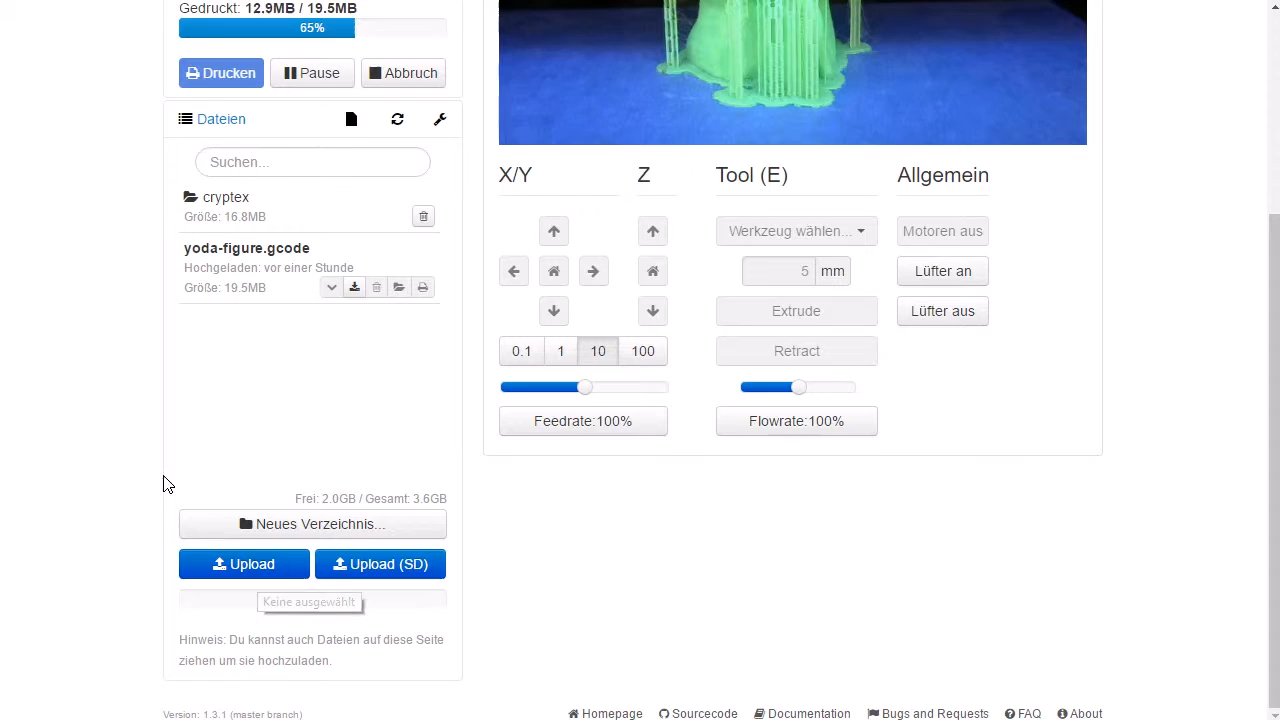 Gedruckt: 12.9MB / 19.5MB
65%
Drucken Pause Abbruch
Dateien
Suchen...
cryptex
Größe: 16.8MB
yoda-figure.gcode
Hochgeladen: vor einer Stunde
Größe: 19.5MB
Frei: 2.0GB / Gesamt: 3.6GB
Neues Verzeichnis...
Upload Upload (SD)
Keine ausgewählt
Hinweis: Du kannst auch Dateien auf diese Seite
ziehen um sie hochzuladen.
X/Y Z Tool (E) Allgemein
Werkzeug wählen... Motoren aus
5 mm Lüfter an
Extrude Lüfter aus
0.1 1 10 100 Retract
Feedrate:100% Flowrate:100%
Version: 1.3.1 (master branch)
Homepage Sourcecode Documentation Bugs and Requests FAQ About